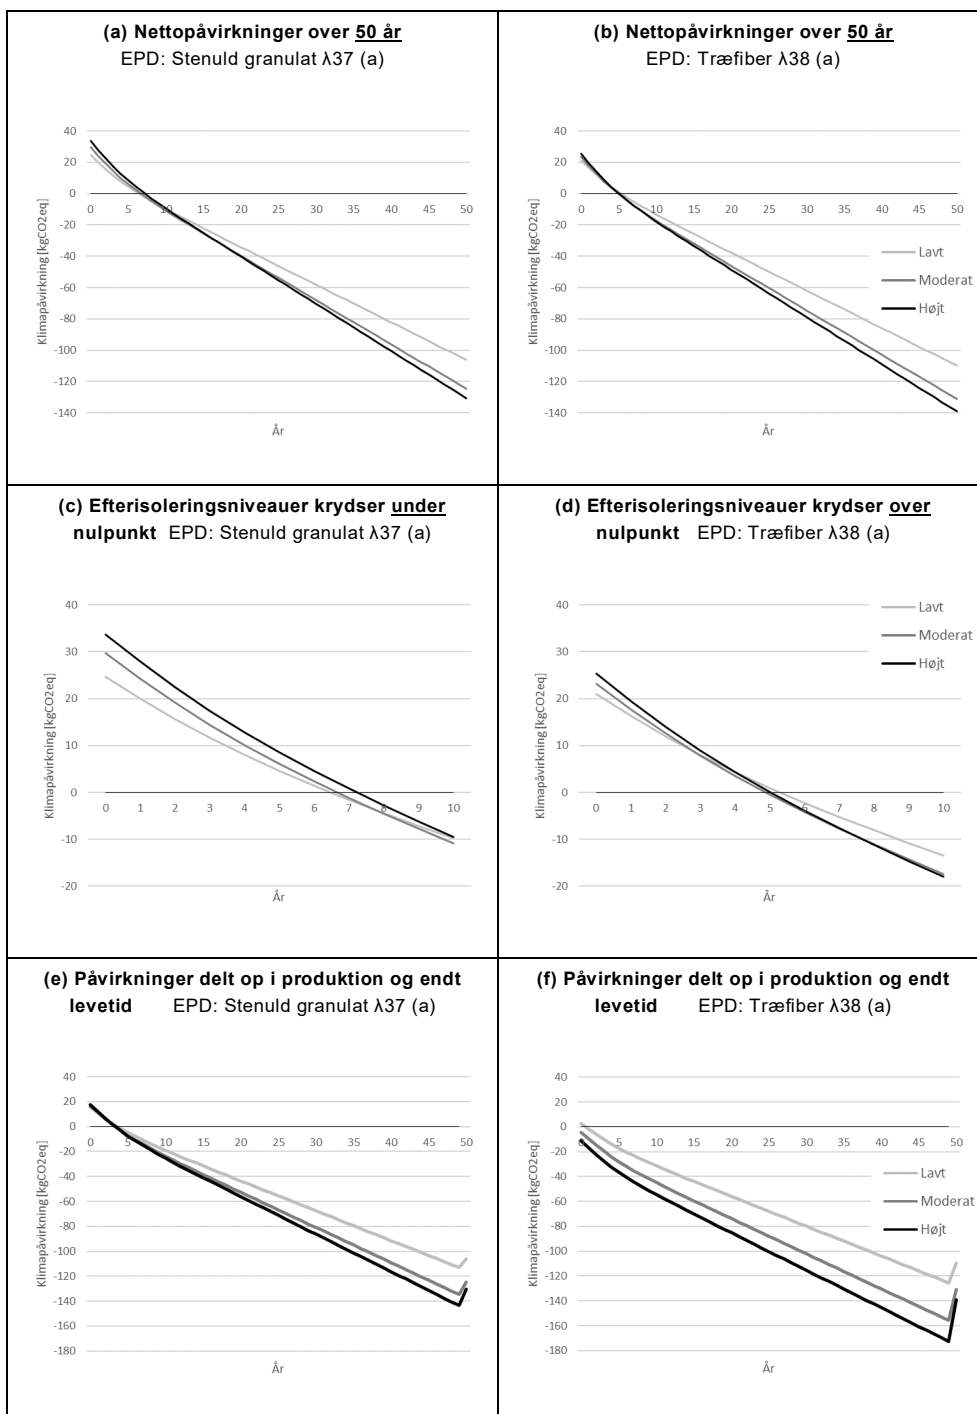 (a) Nettopåvirkninger over 50 år
EPD: Stenuld granulat λ37 (a)
40
20
0
-20
-40
-60
-80
-100
-120
-140
0 5 10 15 20 25 30 35 40 45 50
Klimapåvirkning [kgCO2eq]
År
(b) Nettopåvirkninger over 50 år
EPD: Træfiber λ38 (a)
40
20
0
-20
-40
-60
-80
-100
-120
-140
0 5 10 15 20 25 30 35 40 45 50
Klimapåvirkning [kgCO2eq]
År
Lavt
Moderat
Højt
(c) Efterisoleringsniveauer krydser under
nulpunkt EPD: Stenuld granulat λ37 (a)
40
30
20
10
0
-10
-20
0 1 2 3 4 5 6 7 8 9 10
Klimapåvirkning [kgCO2eq]
År
(d) Efterisoleringsniveauer krydser over
nulpunkt EPD: Træfiber λ38 (a)
40
30
20
10
0
-10
-20
0 1 2 3 4 5 6 7 8 9 10
Klimapåvirkning [kgCO2eq]
År
Lavt
Moderat
Højt
(e) Påvirkninger delt op i produktion og endt
levetid EPD: Stenuld granulat λ37 (a)
40
20
0
-20
-40
-60
-80
-100
-120
-140
-160
-180
0 5 10 15 20 25 30 35 40 45 50
Klimapåvirkning [kgCO2eq]
År
(f) Påvirkninger delt op i produktion og endt
levetid EPD: Træfiber λ38 (a)
40
20
0
-20
-40
-60
-80
-100
-120
-140
-160
-180
0 5 10 15 20 25 30 35 40 45 50
Klimapåvirkning [kgCO2eq]
År
Lavt
Moderat
Højt